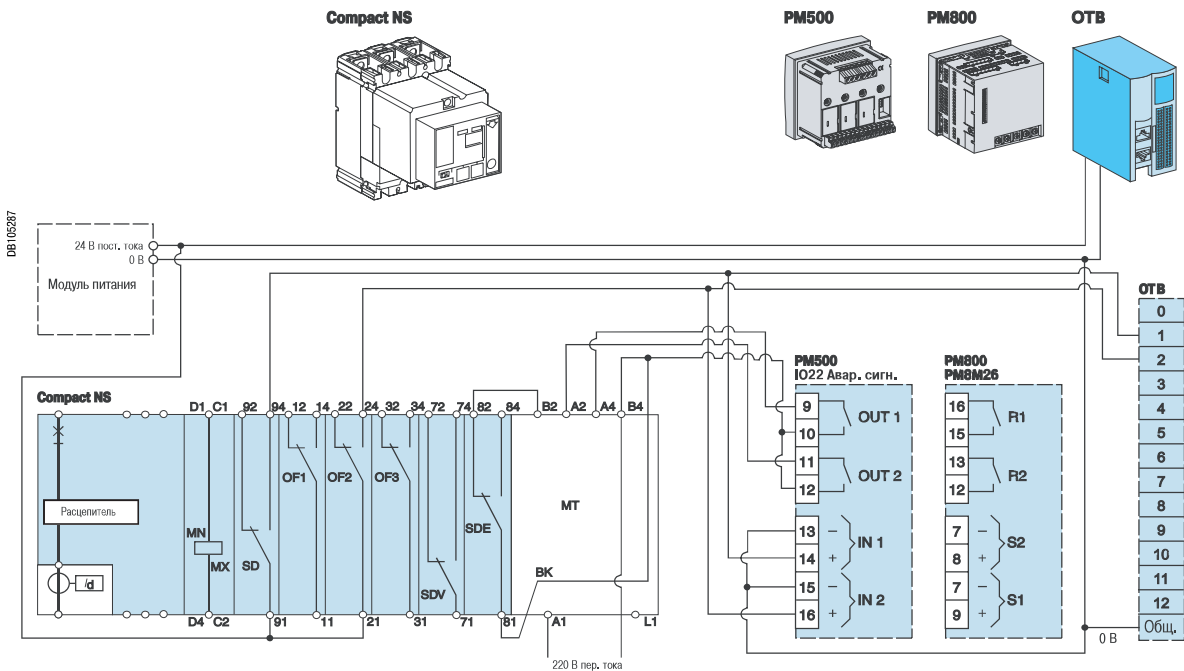 Compact NS
PM500
PM800
OTB
DB105287
24 В пост. тока
0 В
Модуль питания
OTB
0
1
2
3
4
5
6
7
8
9
10
11
12
Общ.
0 В
Compact NS
D1 C1 92 94 12 14 22 24 32 34 72 74 82 84 B2 A2 A4 B4
Расцепитель
/d
MN
MX
SD
OF1
OF2
OF3
SDV
SDE
MT
BK
D4 C2 91 11 21 31 71 81 A1 L1
220 В пер. тока
PM500
IO22 Авар. сигн.
9
10
OUT 1
11
12
OUT 2
13 −
14 +
IN 1
15 −
16 +
IN 2
PM800
PM8M26
16
15
R1
13
12
R2
7 −
8 +
S2
7 −
9 +
S1